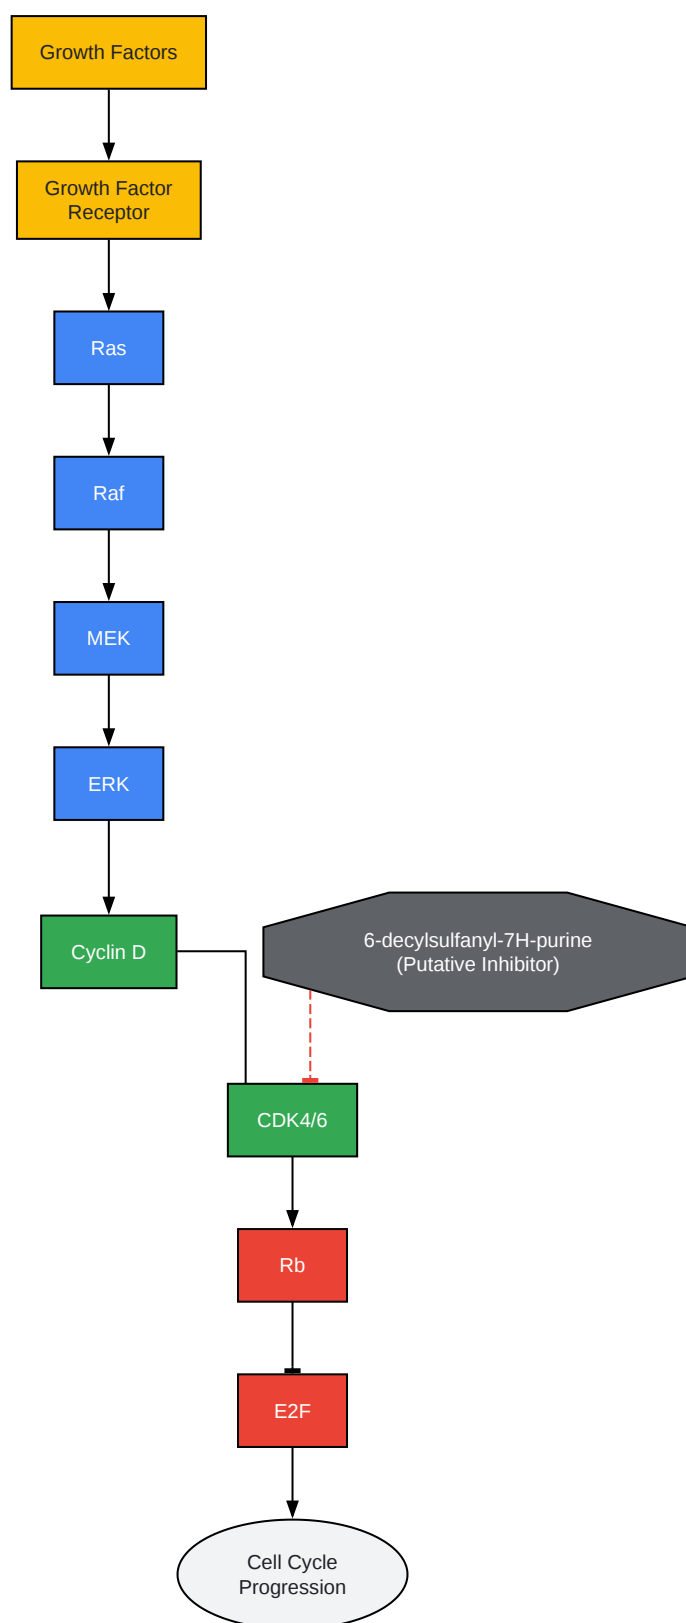 Growth Factors
Growth Factor
Receptor
Ras
Raf
MEK
ERK
Cyclin D
6-decylsulfanyl-7H-purine
(Putative Inhibitor)
CDK4/6
Rb
E2F
Cell Cycle
Progression